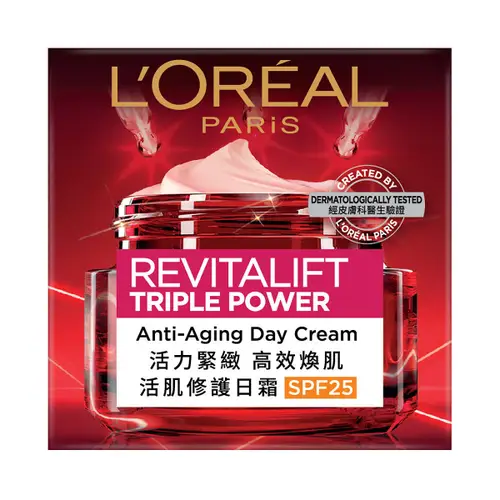 L'ORÉAL
PARiS
CREATED BY
DERMATOLOGICALLY TESTED
經皮膚科醫生驗證
L'ORÉAL PARIS
REVITALIFT
TRIPLE POWER
Anti-Aging Day Cream
活力緊緻 高效煥肌
活肌修護日霜 SPF25